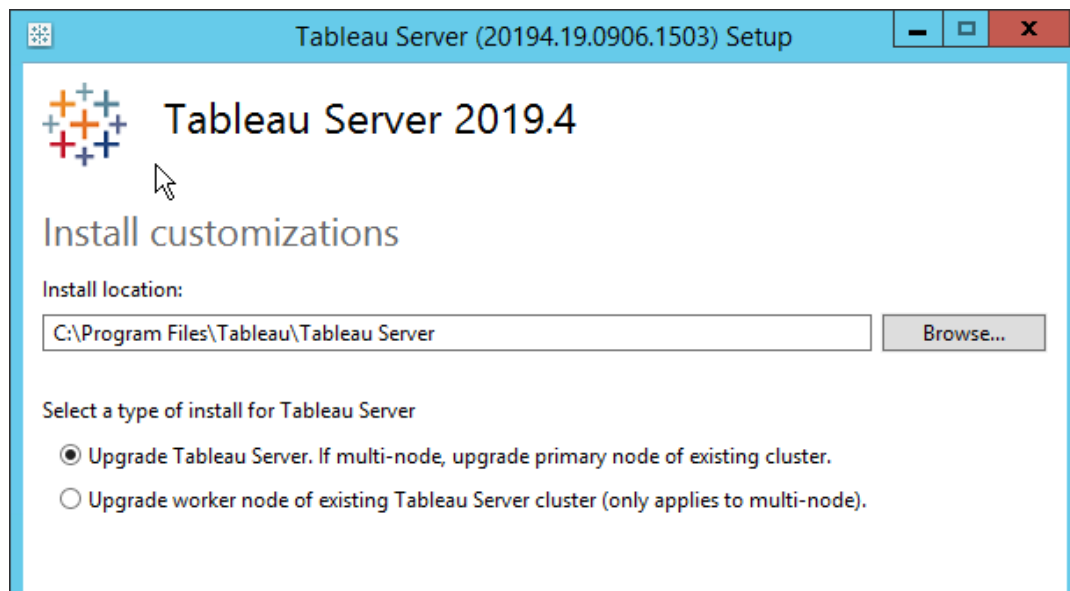 Tableau Server (20194.19.0906.1503) Setup
Tableau Server 2019.4
Install customizations
Install location:
C:\Program Files\Tableau\Tableau Server
Browse...
Select a type of install for Tableau Server
Upgrade Tableau Server. If multi-node, upgrade primary node of existing cluster.
Upgrade worker node of existing Tableau Server cluster (only applies to multi-node).